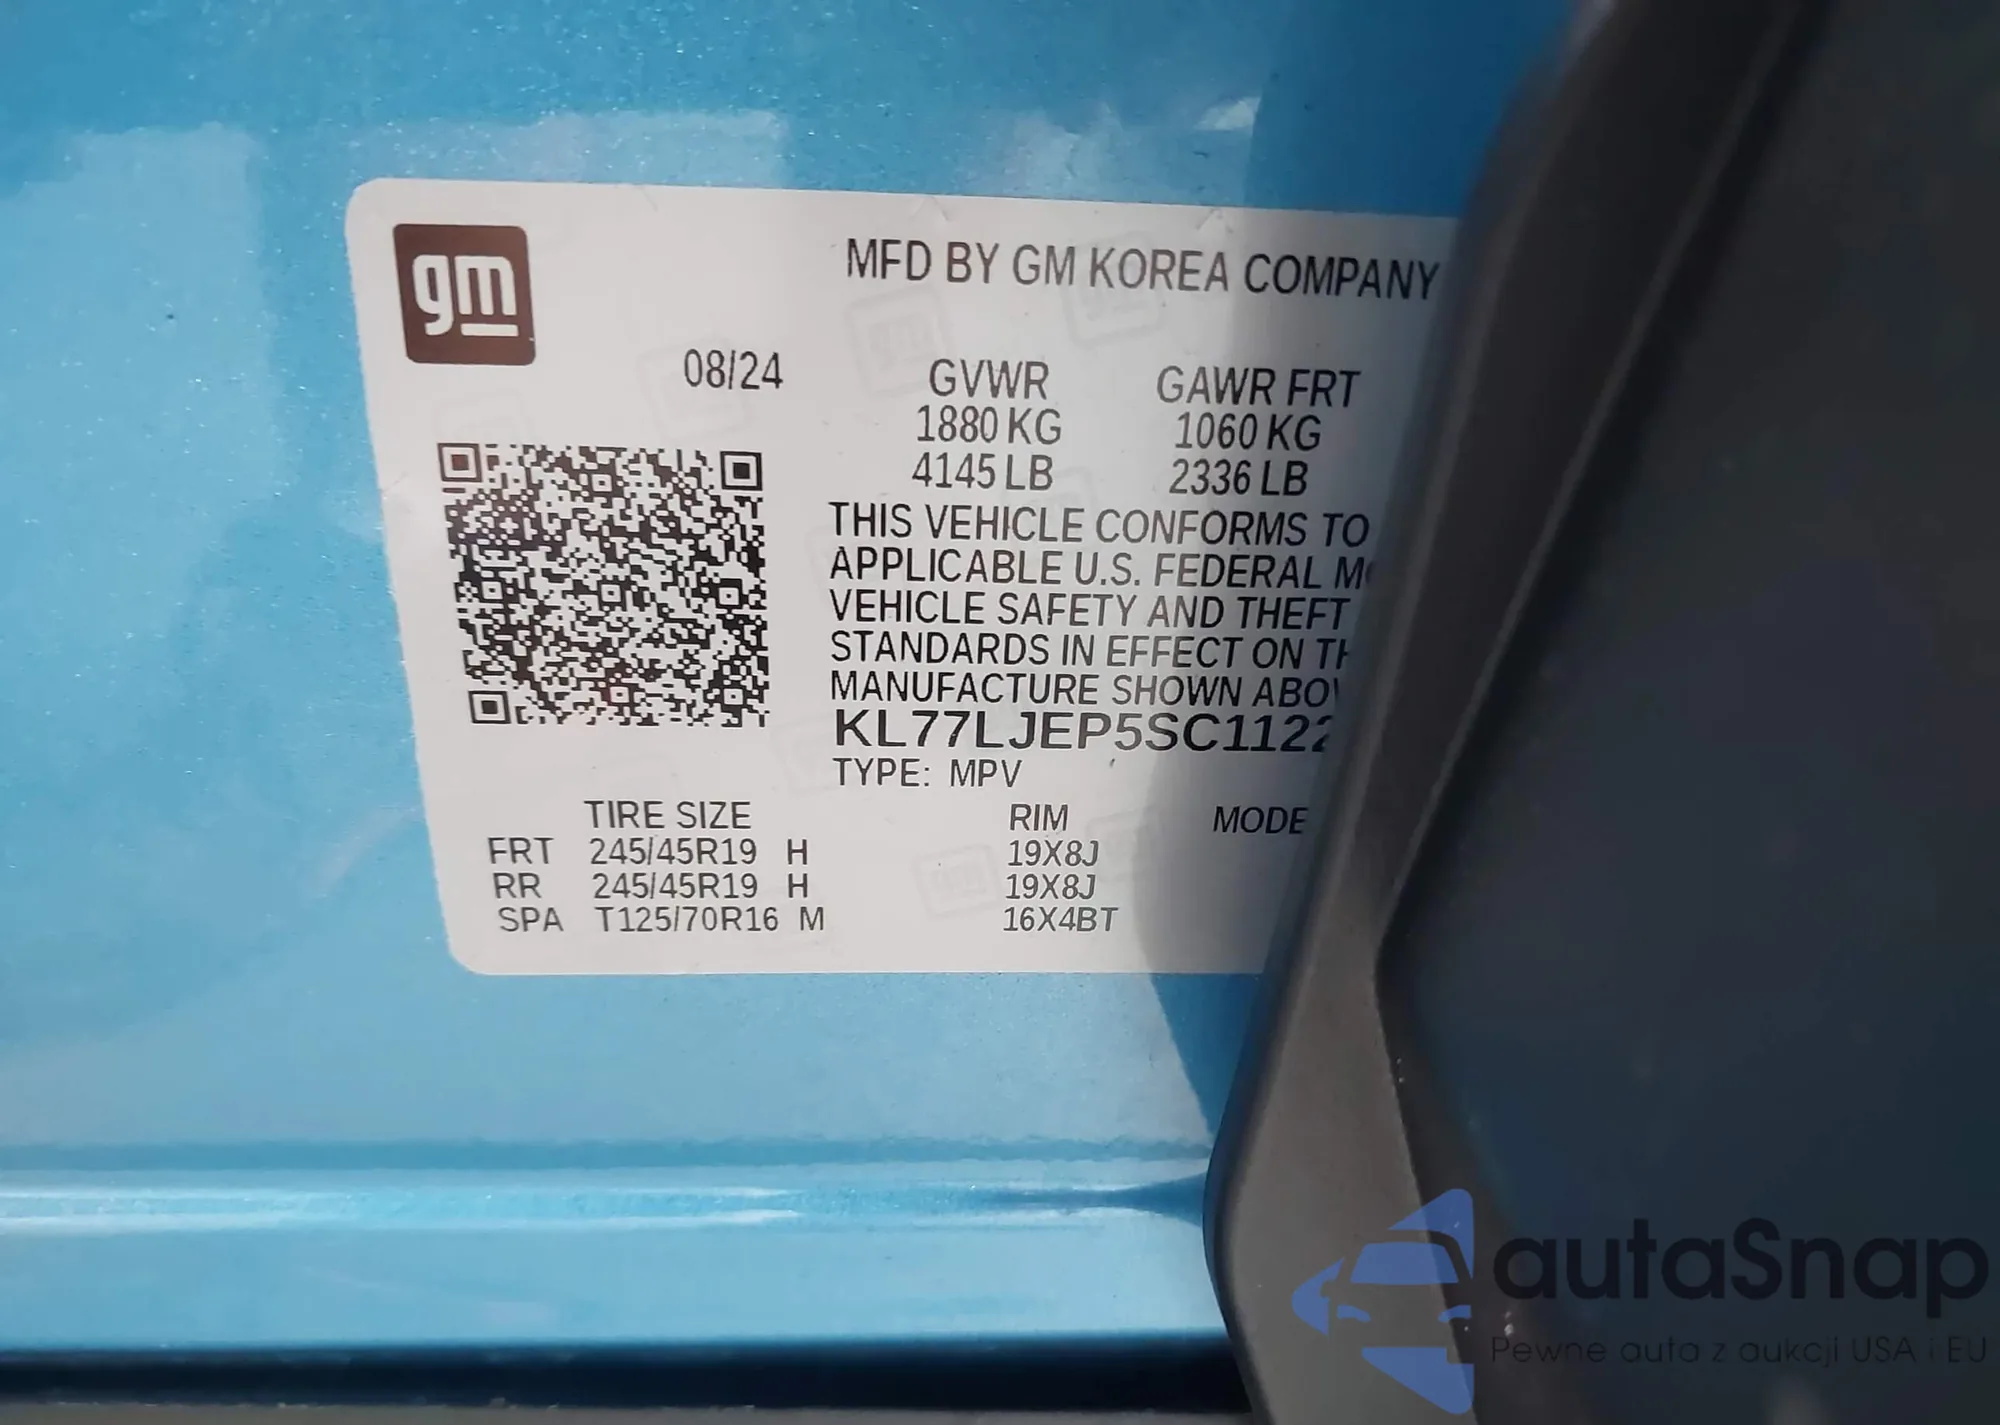 gm
MFD BY GM KOREA COMPANY
08/24
GVWR GAWR FRT
1880 KG 1060 KG
4145 LB 2336 LB
THIS VEHICLE CONFORMS TO
APPLICABLE U.S. FEDERAL
VEHICLE SAFETY AND THEFT
STANDARDS IN EFFECT ON
MANUFACTURE SHOWN
KL77LJEP5SC1122
TYPE: MPV
TIRE SIZE RIM MODE
FRT 245/45R19 H 19X8J
RR 245/45R19 H 19X8J
SPA T125/70R16 M 16X4BT
autaSnap
Pewne auta z aukcji USA i EU